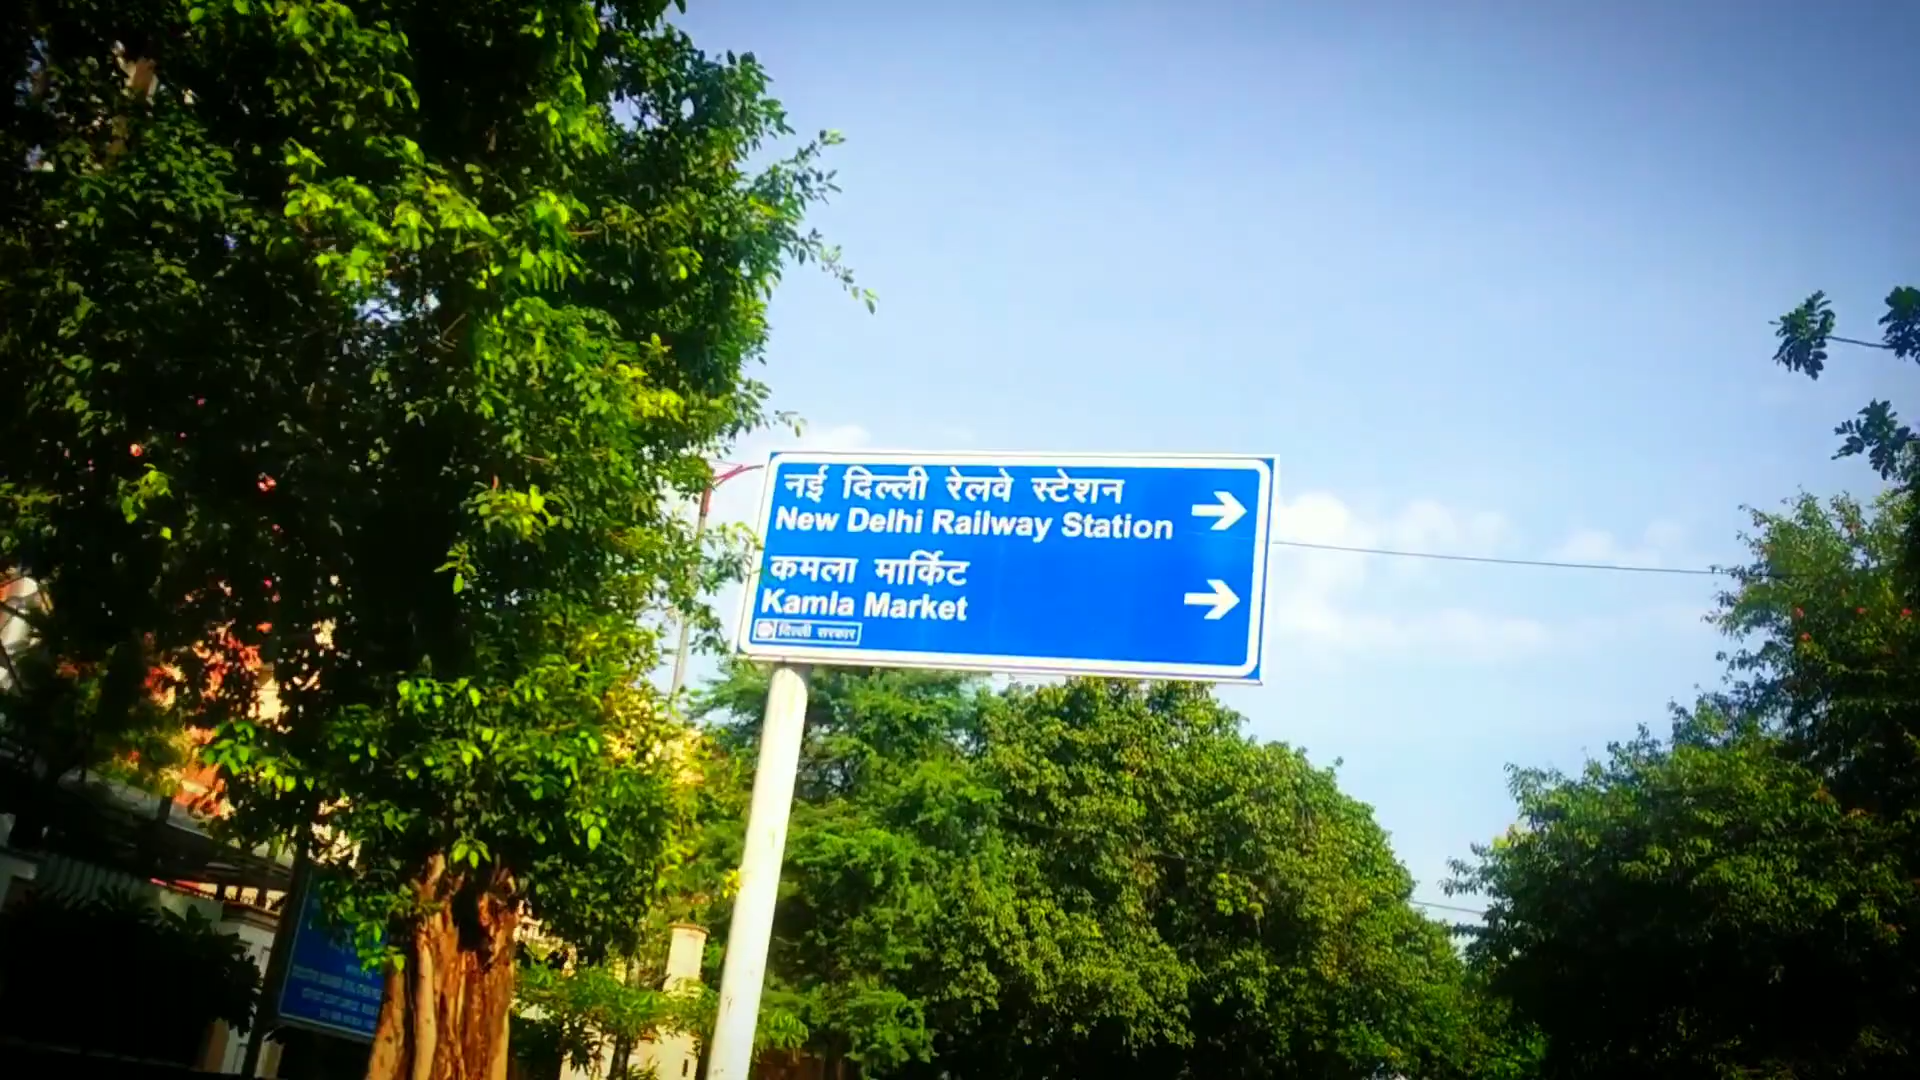 नई दिल्ली रेलवे स्टेशन
New Delhi Railway Station
कमला मार्किट
Kamla Market
दिल्ली सरकार